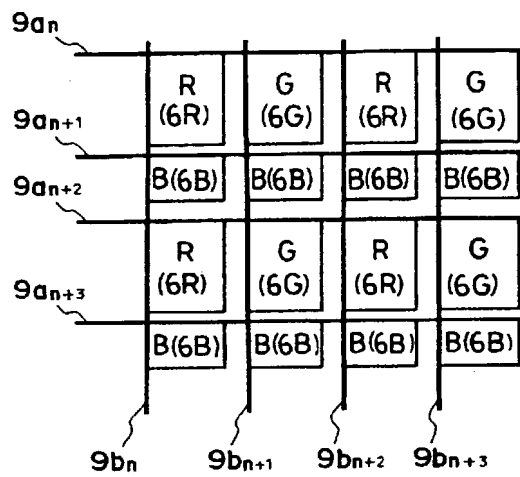 9an
R G R G
(6R) (6G) (6R) (6G)
9an+1
B(6B) B(6B) B(6B) B(6B)
9an+2
R G R G
(6R) (6G) (6R) (6G)
9an+3
B(6B) B(6B) B(6B) B(6B)
9bn 9bn+1 9bn+2 9bn+3